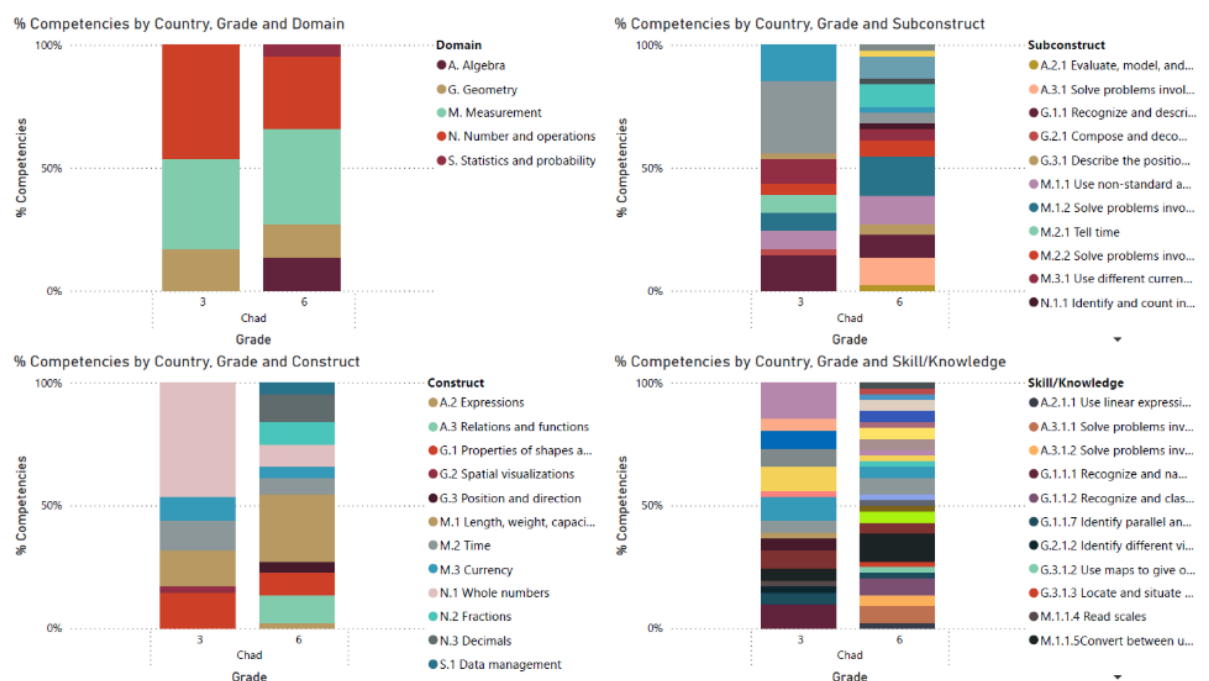 % Competencies by Country, Grade and Domain
100%
50%
0%
% Competencies
3
6
Chad
Grade
Domain
A. Algebra
G. Geometry
M. Measurement
N. Number and operations
S. Statistics and probability
% Competencies by Country, Grade and Subconstruct
100%
50%
0%
% Competencies
3
6
Chad
Grade
Subconstruct
A.2.1 Evaluate, model, and...
A.3.1 Solve problems invol...
G.1.1 Recognize and descri...
G.2.1 Compose and deco...
G.3.1 Describe the positio...
M.1.1 Use non-standard a...
M.1.2 Solve problems invo...
M.2.1 Tell time
M.2.2 Solve problems invo...
M.3.1 Use different curren...
N.1.1 Identify and count in...
% Competencies by Country, Grade and Construct
100%
50%
0%
% Competencies
3
6
Chad
Grade
Construct
A.2 Expressions
A.3 Relations and functions
G.1 Properties of shapes a...
G.2 Spatial visualizations
G.3 Position and direction
M.1 Length, weight, capaci...
M.2 Time
M.3 Currency
N.1 Whole numbers
N.2 Fractions
N.3 Decimals
S.1 Data management
% Competencies by Country, Grade and Skill/Knowledge
100%
50%
0%
% Competencies
3
6
Chad
Grade
Skill/Knowledge
A.2.1.1 Use linear expressi...
A.3.1.1 Solve problems inv...
A.3.1.2 Solve problems inv...
G.1.1.1 Recognize and na...
G.1.1.2 Recognize and clas...
G.1.1.7 Identify parallel an...
G.2.1.2 Identify different vi...
G.3.1.2 Use maps to give o...
G.3.1.3 Locate and situate ...
M.1.1.4 Read scales
M.1.1.5Convert between u...